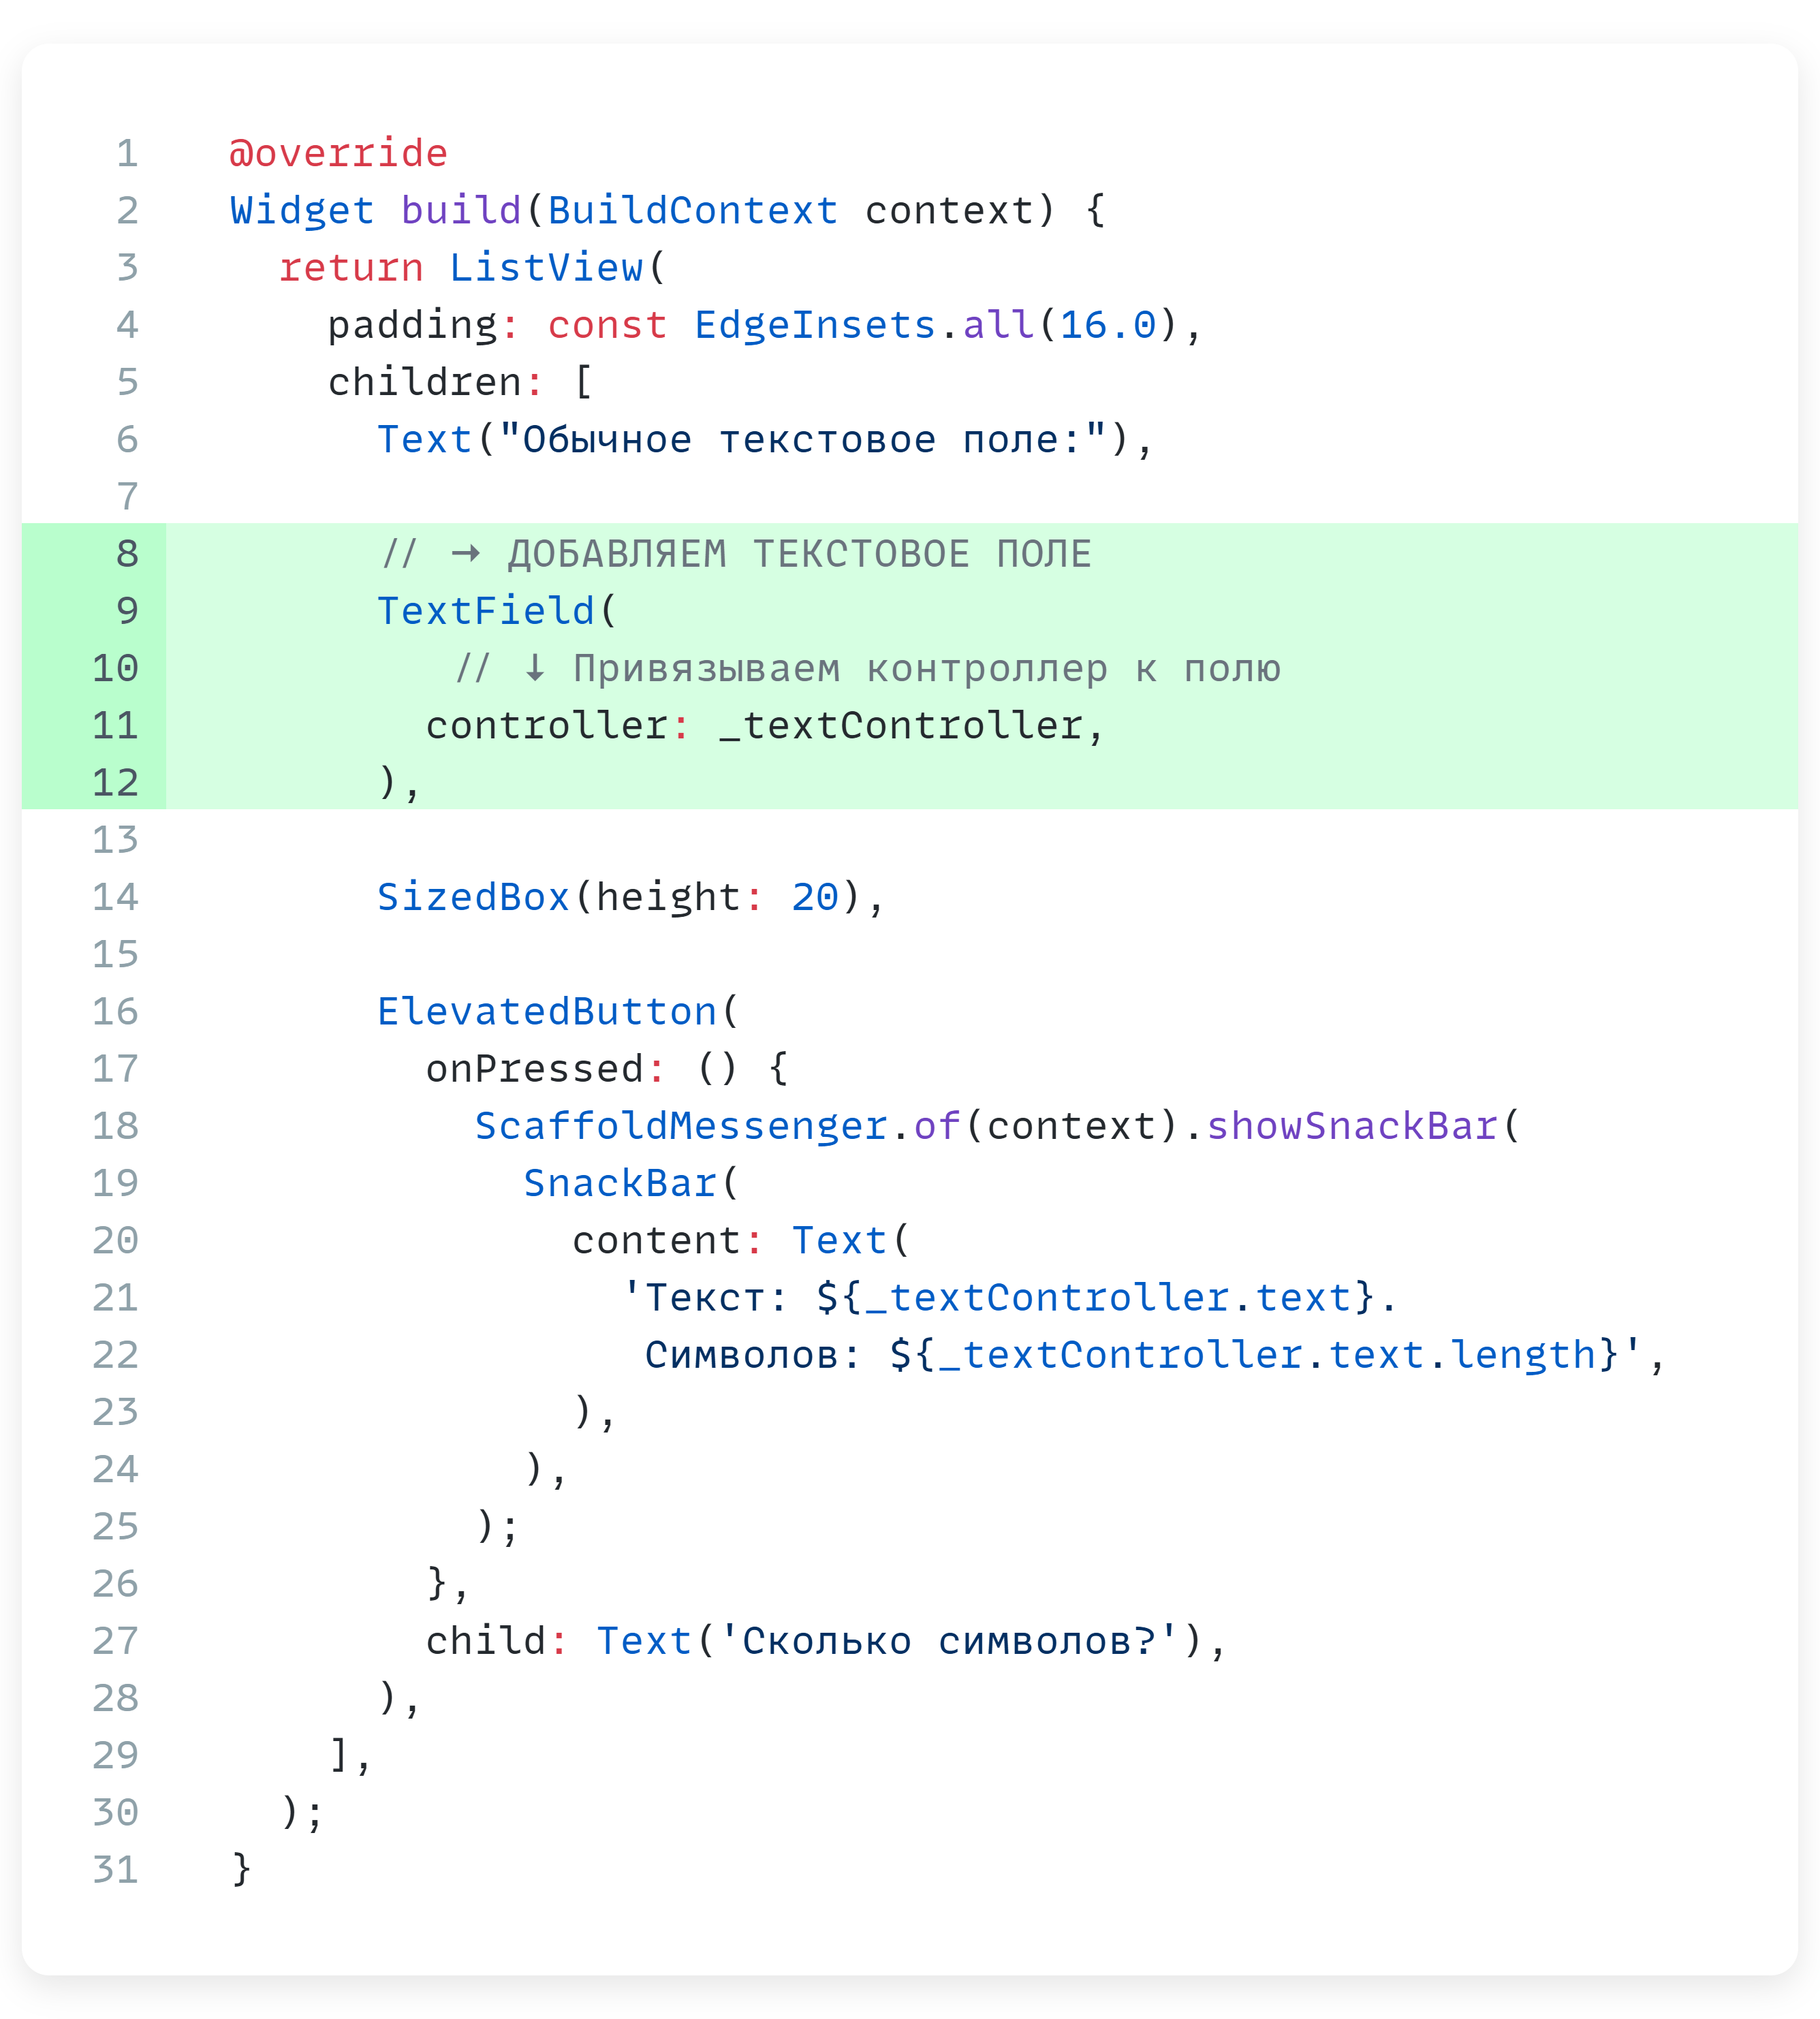 1 @override
2 Widget build(BuildContext context) {
3   return ListView(
4     padding: const EdgeInsets.all(16.0),
5     children: [
6       Text("Обычное текстовое поле:"),
7
8       // → ДОБАВЛЯЕМ ТЕКСТОВОЕ ПОЛЕ
9       TextField(
10          // ↓ Привязываем контроллер к полю
11         controller: _textController,
12       ),
13
14       SizedBox(height: 20),
15
16       ElevatedButton(
17         onPressed: () {
18           ScaffoldMessenger.of(context).showSnackBar(
19             SnackBar(
20               content: Text(
21                 'Текст: ${_textController.text}.
22                  Символов: ${_textController.text.length}',
23               ),
24             ),
25           );
26         },
27         child: Text('Сколько символов?'),
28       ),
29     ],
30   );
31 }